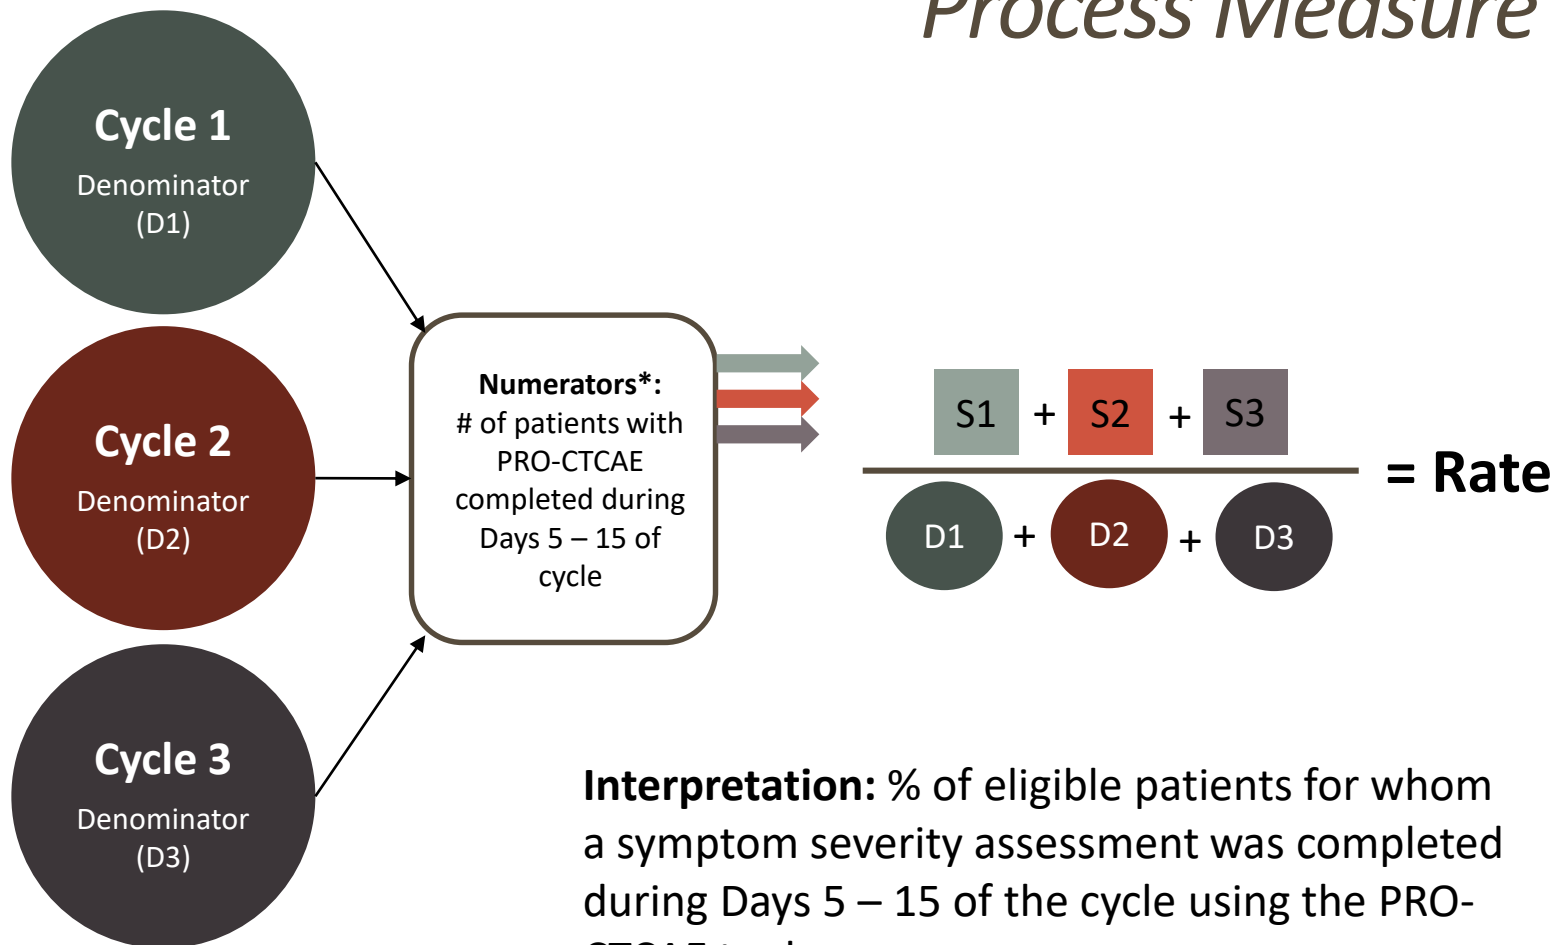 Process Measure
Cycle 1
Denominator
(D1)
Cycle 2
Denominator
(D2)
Cycle 3
Denominator
(D3)
Numerators*:
# of patients with
PRO-CTCAE
completed during
Days 5 – 15 of
cycle
S1 + S2 + S3
D1 + D2 + D3
= Rate
Interpretation: % of eligible patients for whom
a symptom severity assessment was completed
during Days 5 – 15 of the cycle using the PRO-